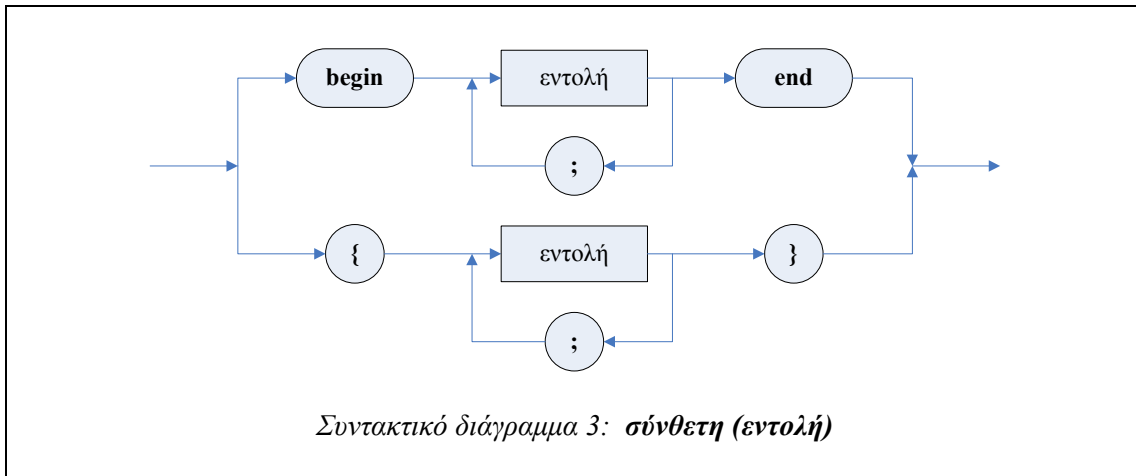 begin εντολή end
;
{ εντολή }
;
Συντακτικό διάγραμμα 3: σύνθετη (εντολή)